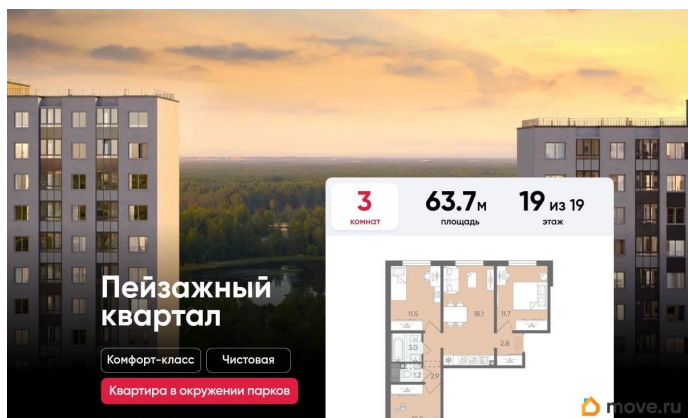 3
комнат
63.7м
площадь
19 из 19
этаж
Пейзажный
квартал
Комфорт-класс
Чистовая
Квартира в окружении парков
11.5
18.1
11.7
3.0
2.8
1.2
2.9
move.ru